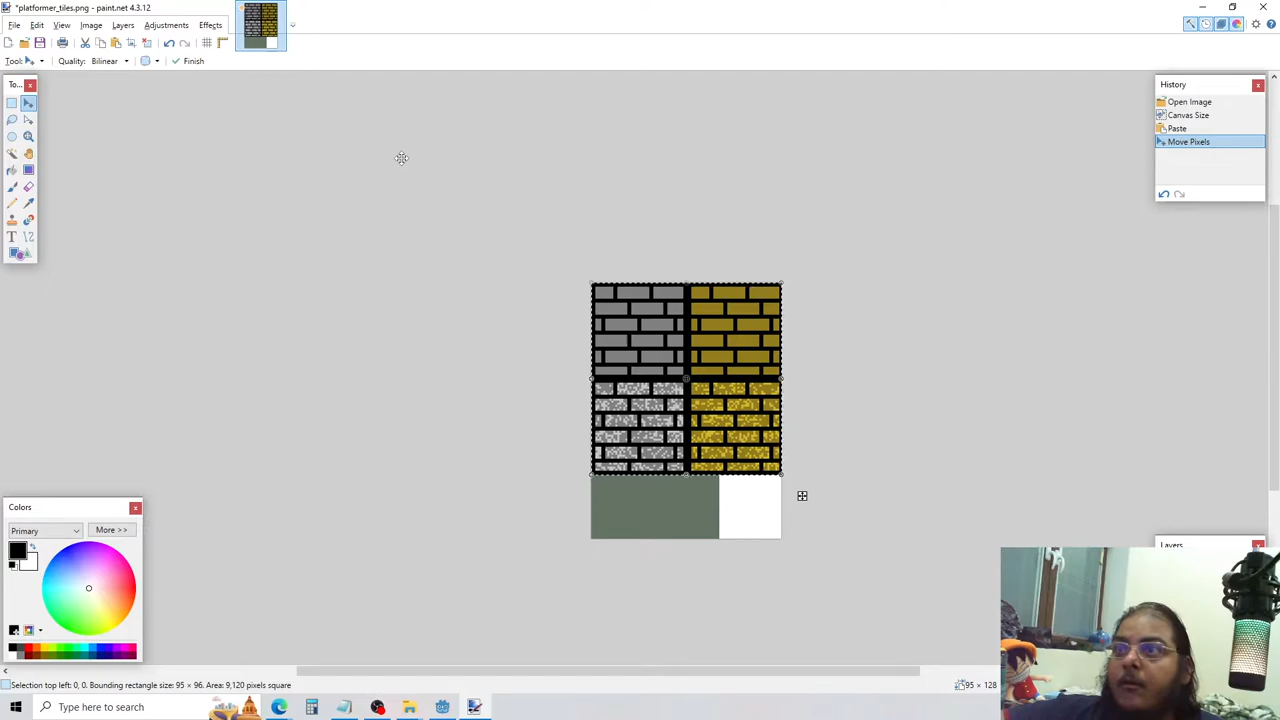 *platformer_tiles.png - paint.net 4.3.12
File Edit View Image Layers Adjustments Effects
Tool: Quality: Bilinear Finish
To...
History
Open Image
Canvas Size
Paste
Move Pixels
Colors
Primary
More >>
Layers
Selection top left: 0, 0. Bounding rectangle size: 95 × 96. Area: 9,120 pixels square
95 × 128
Type here to search